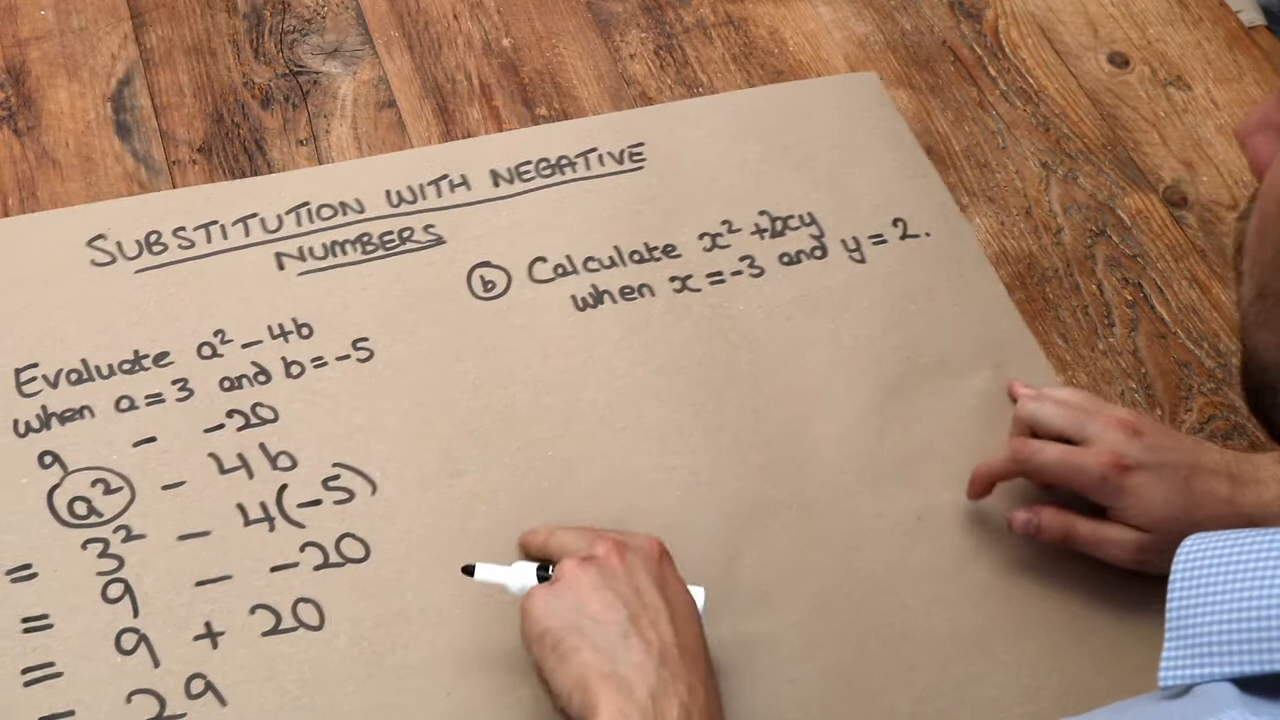 SUBSTITUTION WITH NEGATIVE
NUMBERS
Evaluate a² - 4b
when a = 3 and b = -5
9 - -20
a² - 4b
= 3² - 4(-5)
= 9 - -20
= 9 + 20
= 29
(b) Calculate x² + 2xy
when x = -3 and y = 2.